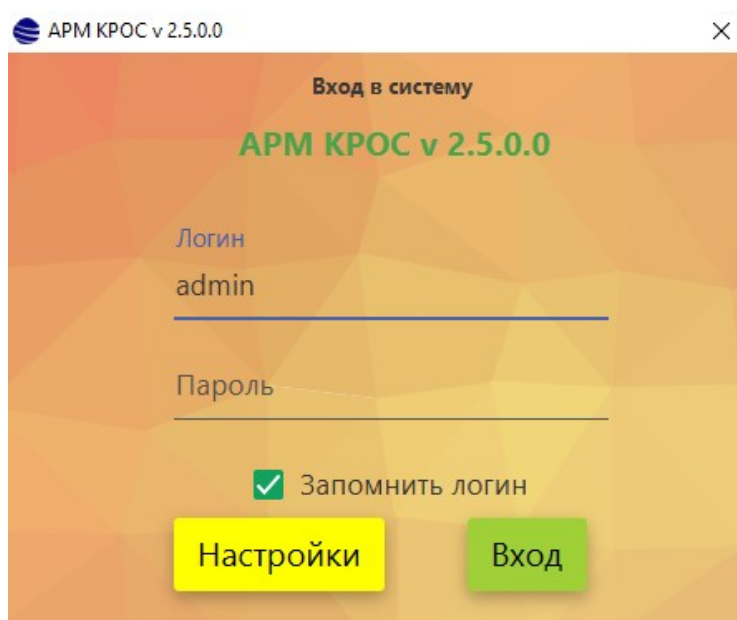 АРМ КРОС v 2.5.0.0
Вход в систему
АРМ КРОС v 2.5.0.0
Логин
admin
Пароль
Запомнить логин
Настройки
Вход